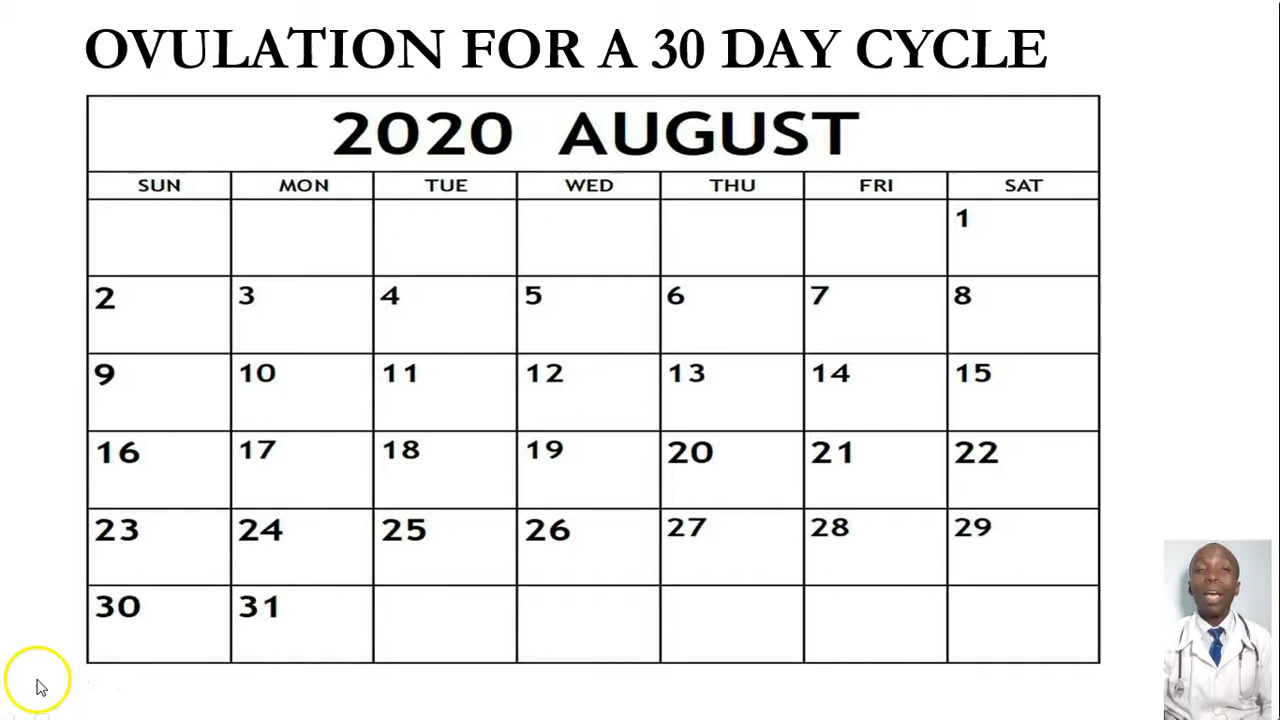 OVULATION FOR A 30 DAY CYCLE
2020 AUGUST
SUN MON TUE WED THU FRI SAT
1
2 3 4 5 6 7 8
9 10 11 12 13 14 15
16 17 18 19 20 21 22
23 24 25 26 27 28 29
30 31